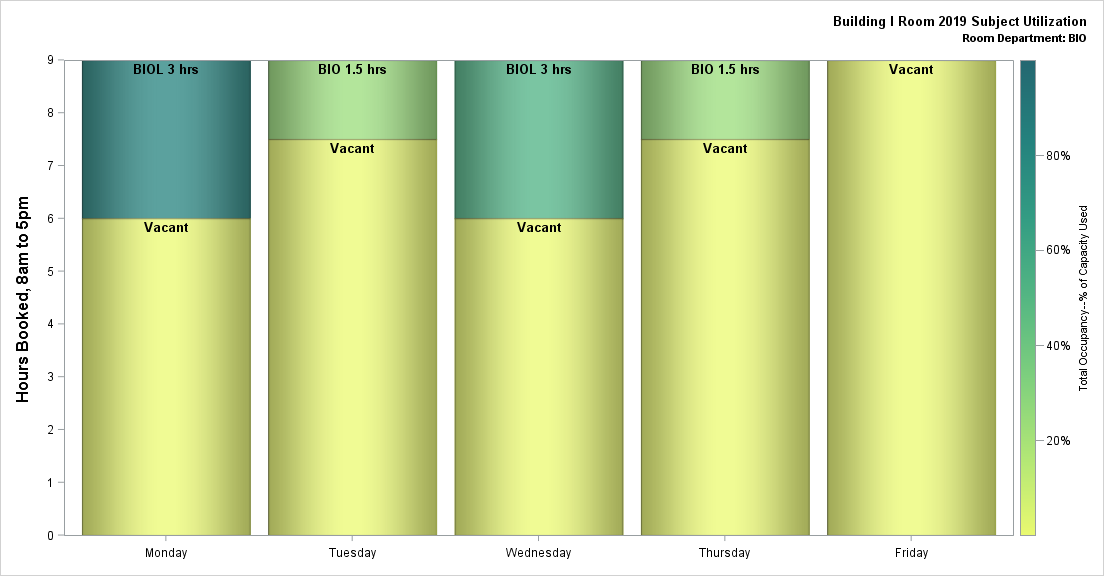 Building I Room 2019 Subject Utilization
Room Department: BIO
Hours Booked, 8am to 5pm
9
8
7
6
5
4
3
2
1
0
BIOL 3 hrs
Vacant
BIO 1.5 hrs
Vacant
BIOL 3 hrs
Vacant
BIO 1.5 hrs
Vacant
Vacant
Monday
Tuesday
Wednesday
Thursday
Friday
80%
60%
40%
20%
Total Occupancy--% of Capacity Used